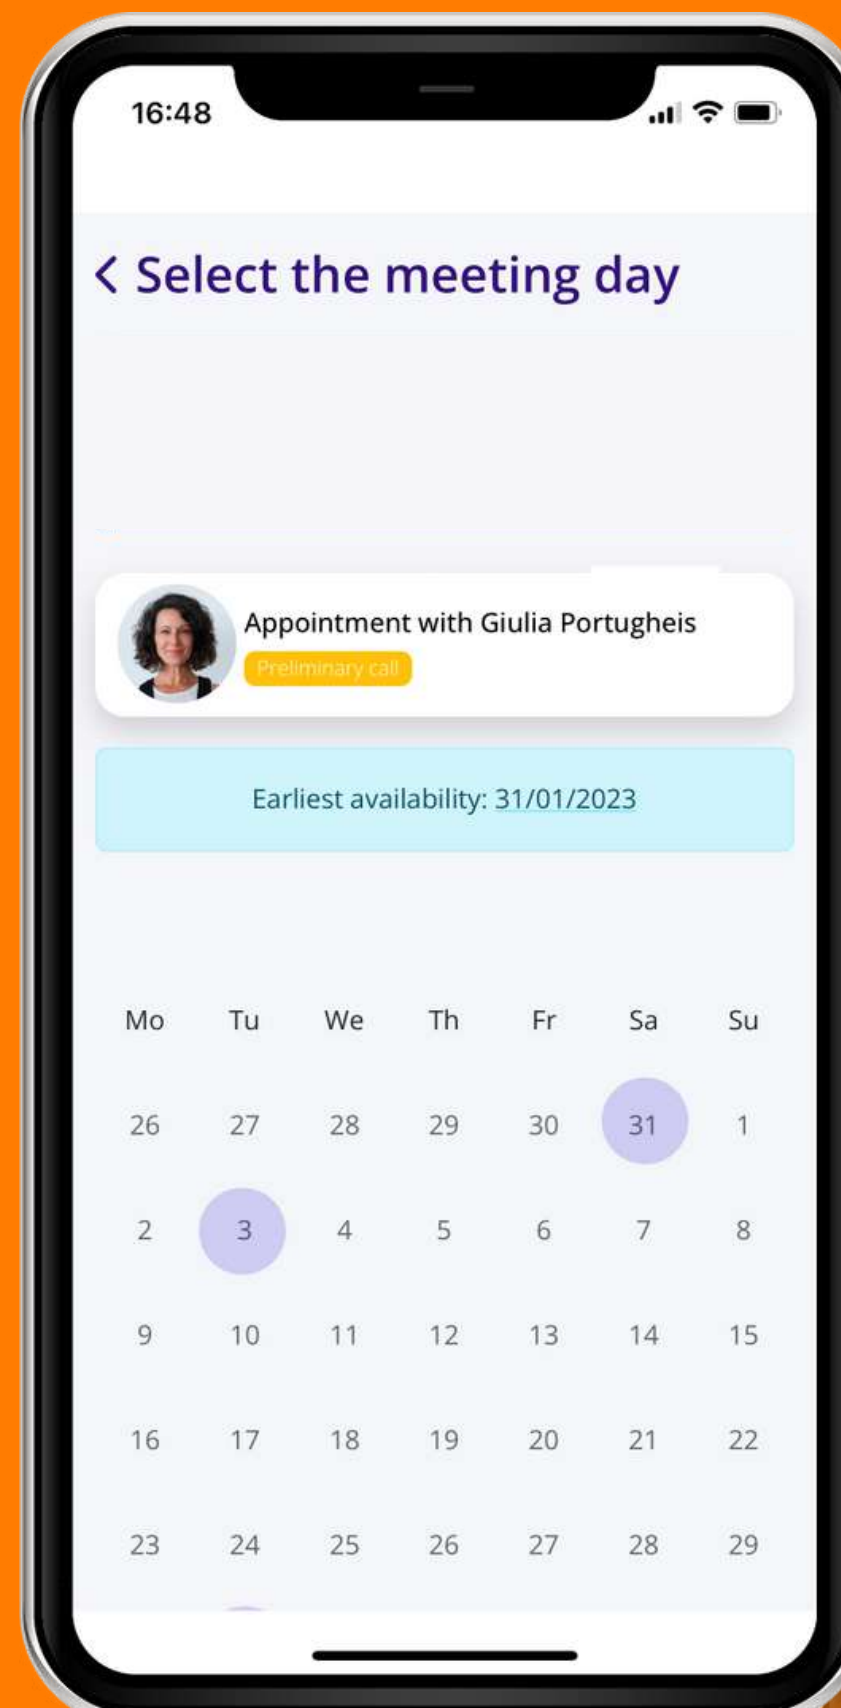 16:48
< Select the meeting day
Appointment with Giulia Portugheis
Preliminary call
Earliest availability: 31/01/2023
Mo Tu We Th Fr Sa Su
26 27 28 29 30 31 1
2 3 4 5 6 7 8
9 10 11 12 13 14 15
16 17 18 19 20 21 22
23 24 25 26 27 28 29